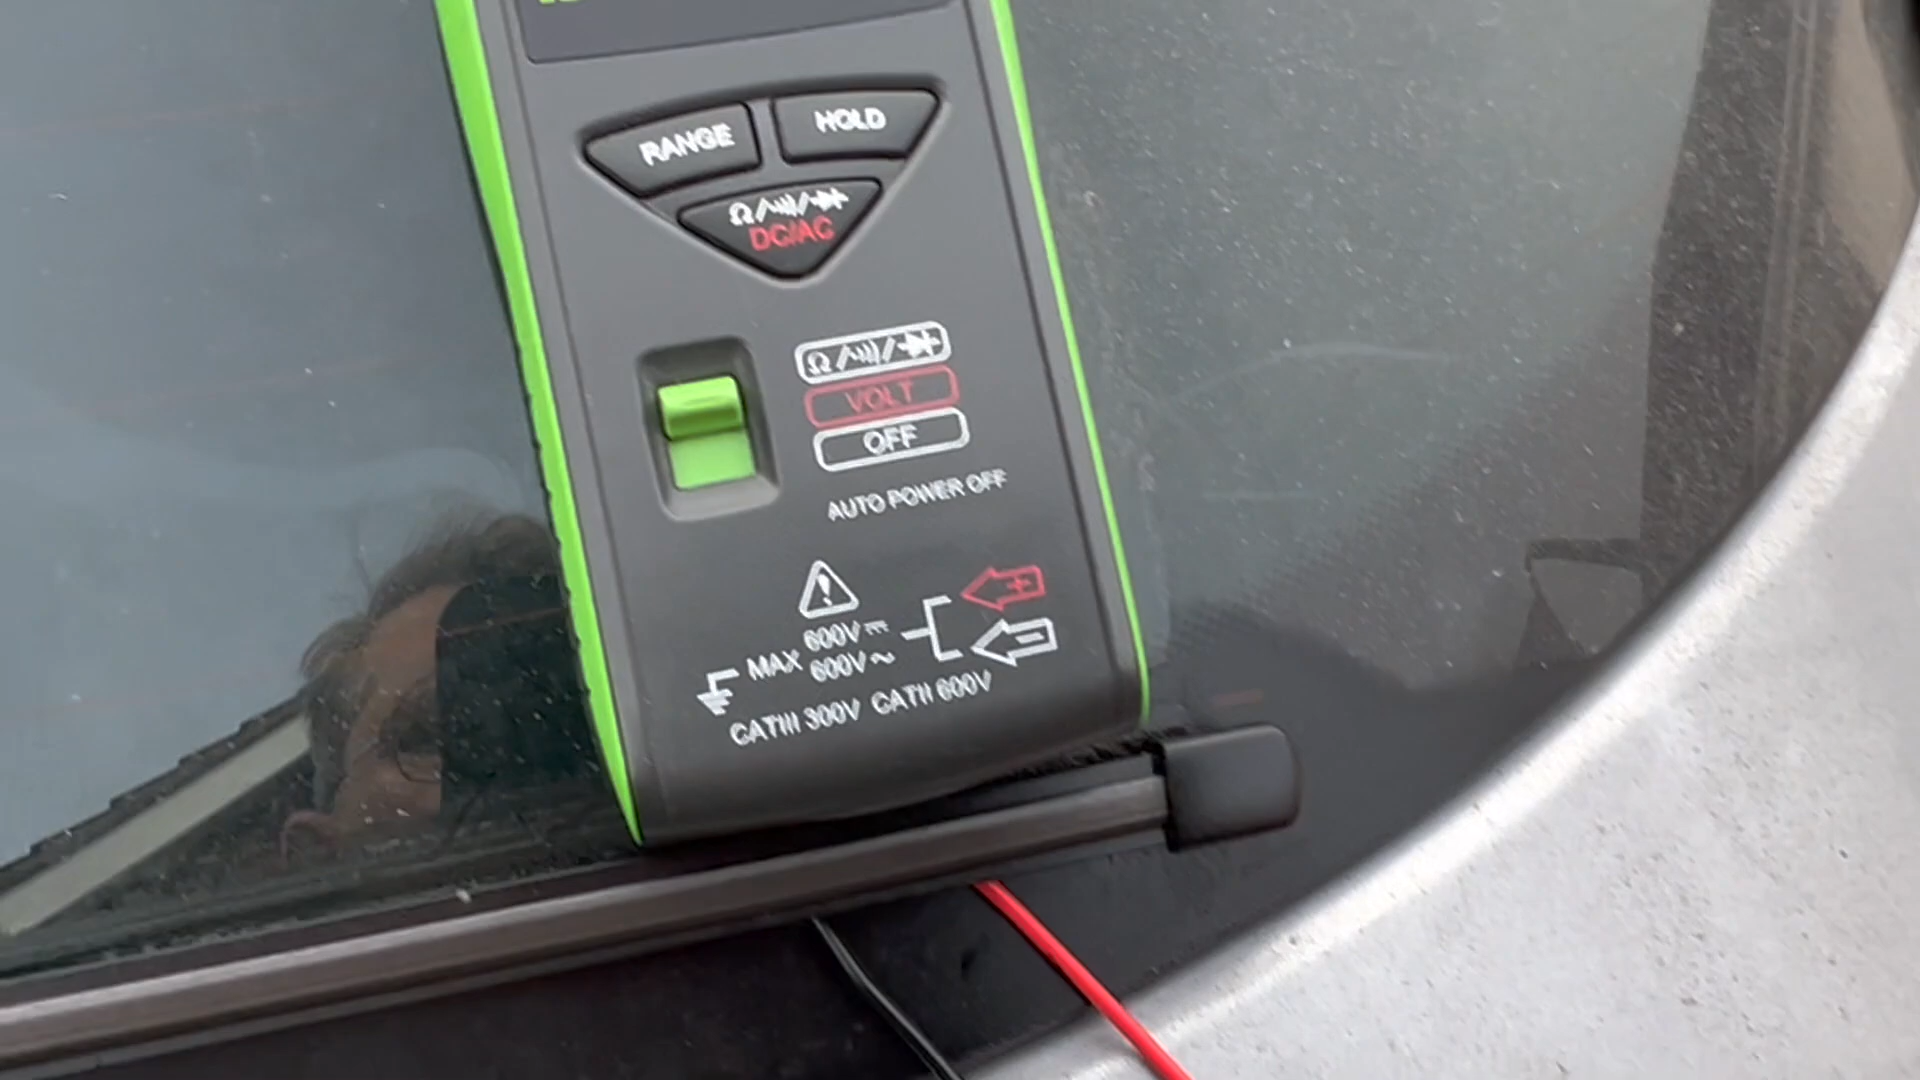 RANGE
HOLD
Ω/
DC/AC
Ω/
VOLT
OFF
AUTO POWER OFF
+
MAX 600V
600V~
-
CATIII 300V CATII 600V